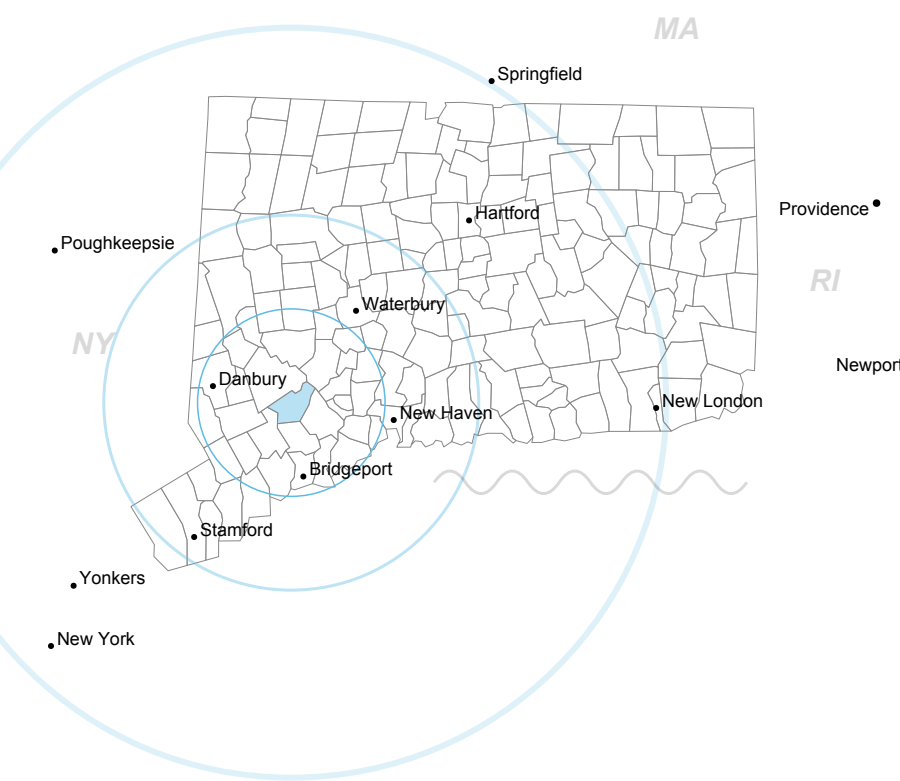 MA
Springfield
Providence
Hartford
Poughkeepsie
RI
Waterbury
NY
Newport
Danbury
New London
New Haven
Bridgeport
Stamford
Yonkers
New York